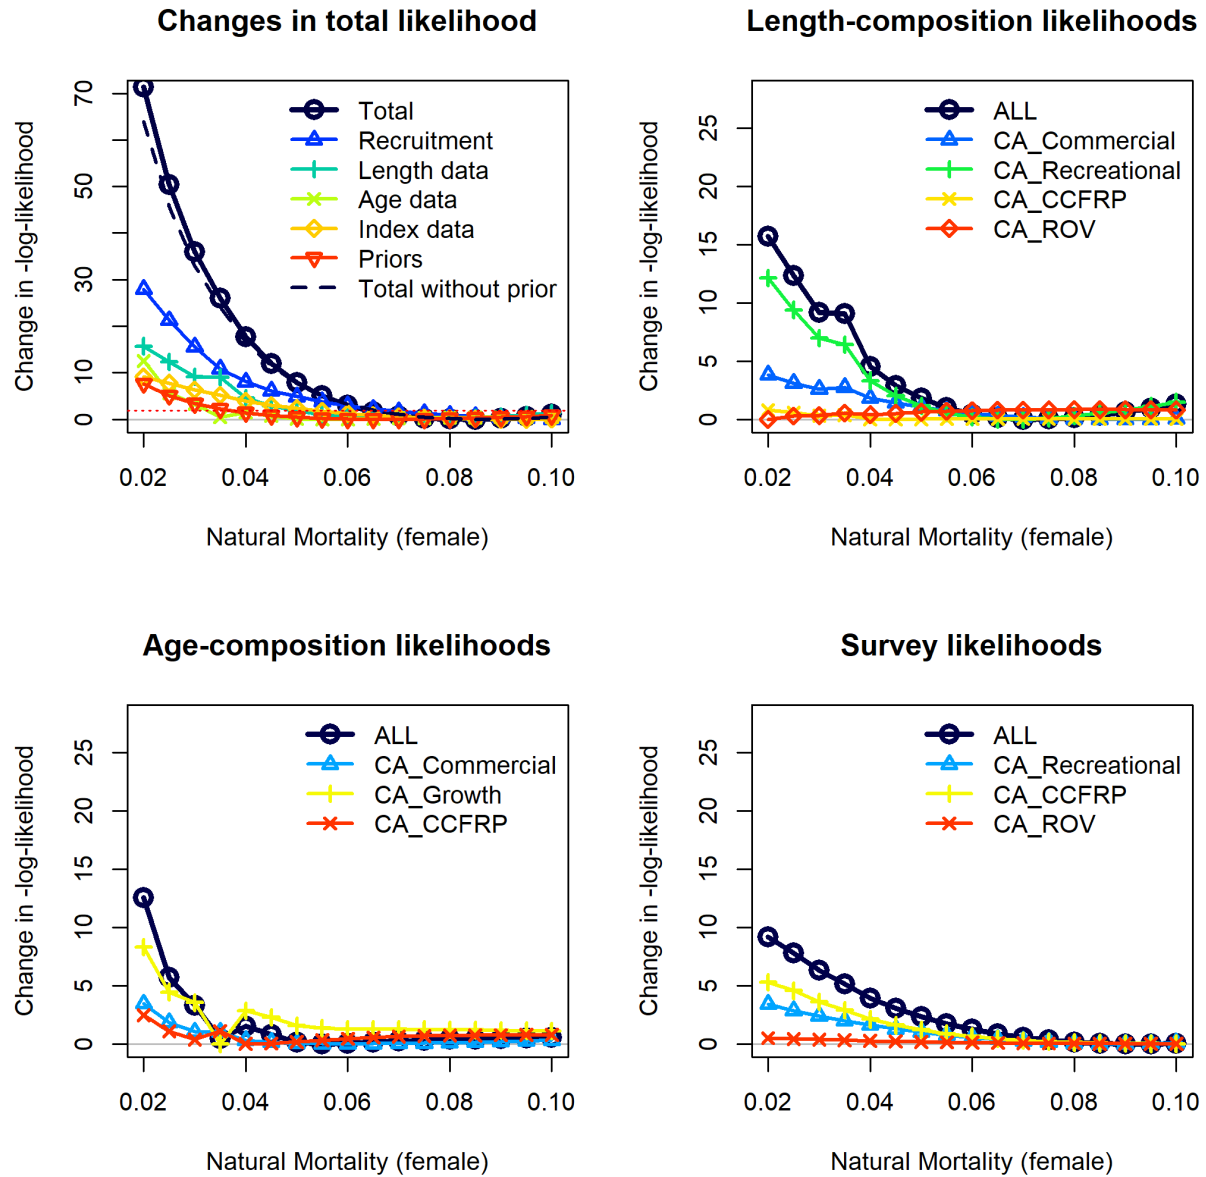 Changes in total likelihood
Change in -log-likelihood
70
50
30
10
0
Total
Recruitment
Length data
Age data
Index data
Priors
Total without prior
0.02 0.04 0.06 0.08 0.10
Natural Mortality (female)
Length-composition likelihoods
Change in -log-likelihood
25
20
15
10
5
0
ALL
CA_Commercial
CA_Recreational
CA_CCFRP
CA_ROV
0.02 0.04 0.06 0.08 0.10
Natural Mortality (female)
Age-composition likelihoods
Change in -log-likelihood
25
20
15
10
5
0
ALL
CA_Commercial
CA_Growth
CA_CCFRP
0.02 0.04 0.06 0.08 0.10
Natural Mortality (female)
Survey likelihoods
Change in -log-likelihood
25
20
15
10
5
0
ALL
CA_Recreational
CA_CCFRP
CA_ROV
0.02 0.04 0.06 0.08 0.10
Natural Mortality (female)